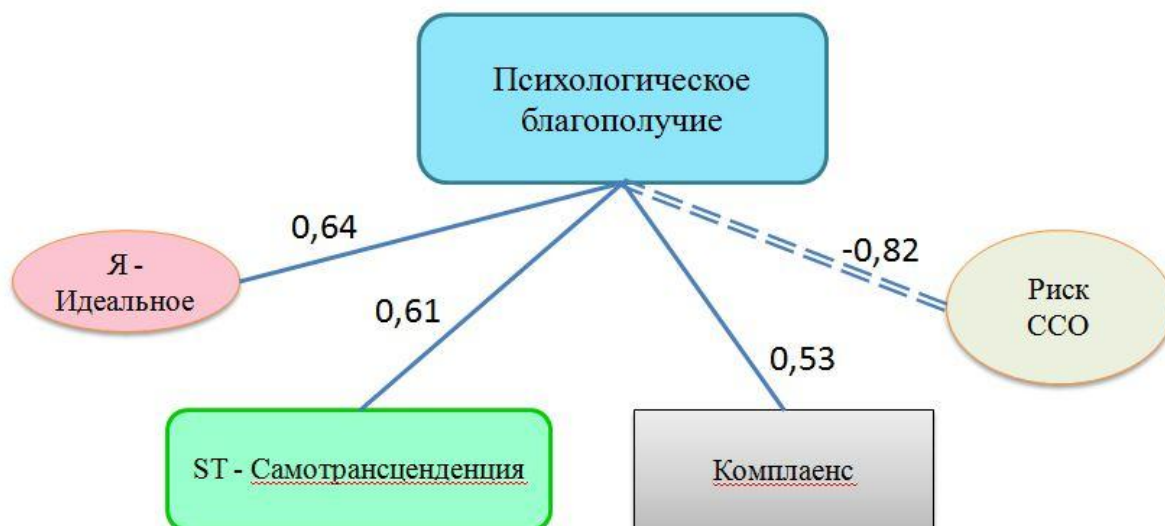 Психологическое
благополучие
0,64
-0,82
Я -
Идеальное
0,61
Риск
ССО
0,53
ST - Самотрансценденция
Комплаенс